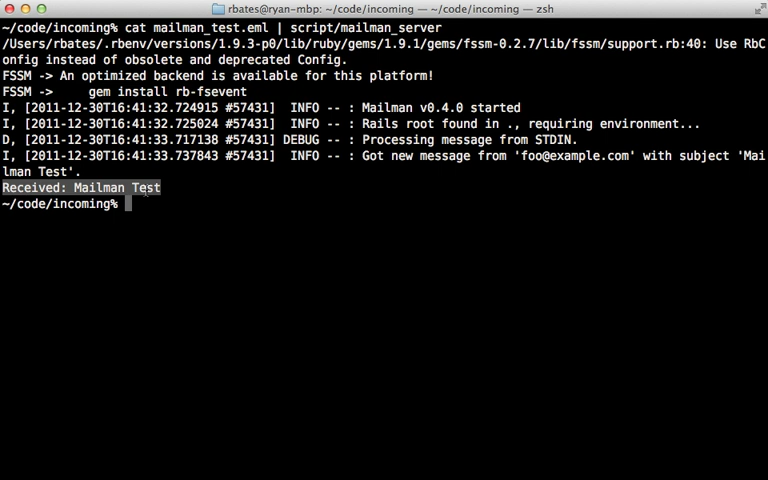 rbates@ryan-mbp: ~/code/incoming — ~/code/incoming — zsh
~/code/incoming% cat mailman_test.eml | script/mailman_server
/Users/rbates/.rbenv/versions/1.9.3-p0/lib/ruby/gems/1.9.1/gems/fssm-0.2.7/lib/fssm/support.rb:40: Use RbC
onfig instead of obsolete and deprecated Config.
FSSM -> An optimized backend is available for this platform!
FSSM ->     gem install rb-fsevent
I, [2011-12-30T16:41:32.724915 #57431]  INFO -- : Mailman v0.4.0 started
I, [2011-12-30T16:41:32.725024 #57431]  INFO -- : Rails root found in ., requiring environment...
D, [2011-12-30T16:41:33.717138 #57431] DEBUG -- : Processing message from STDIN.
I, [2011-12-30T16:41:33.737843 #57431]  INFO -- : Got new message from 'foo@example.com' with subject 'Mai
lman Test'.
Received: Mailman Test
~/code/incoming%